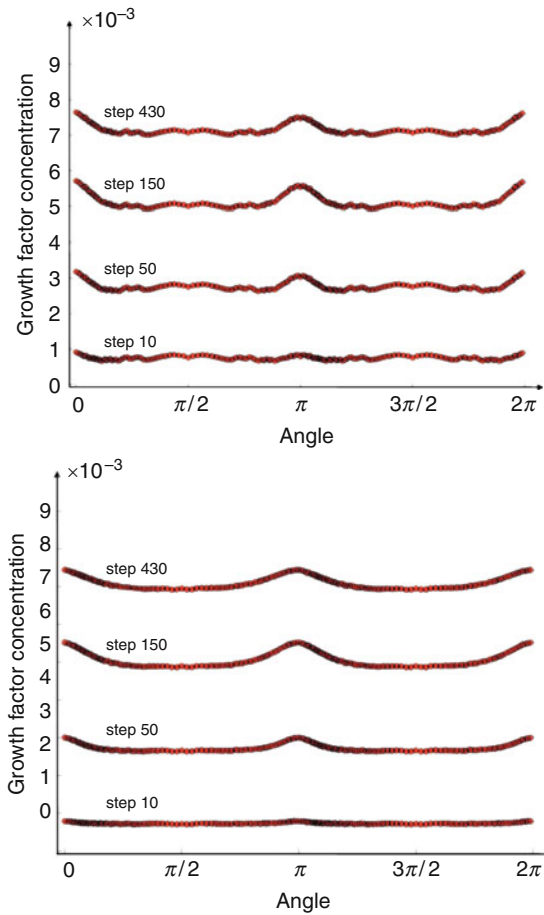 ×10⁻³
9
8
step 430
7
6
step 150
5
4
step 50
3
2
step 10
1
0
Growth factor concentration
0 π/2 π 3π/2 2π
Angle
×10⁻³
9
8
step 430
7
6
step 150
5
4
3
step 50
2
1
step 10
0
Growth factor concentration
0 π/2 π 3π/2 2π
Angle